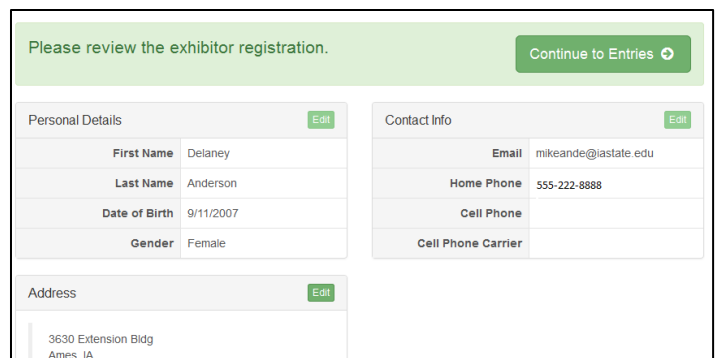 Please review the exhibitor registration.
Continue to Entries
Personal Details Edit
First Name Delaney
Last Name Anderson
Date of Birth 9/11/2007
Gender Female
Contact Info Edit
Email mikeande@iastate.edu
Home Phone 555-222-8888
Cell Phone
Cell Phone Carrier
Address Edit
3630 Extension Bldg
Ames, IA